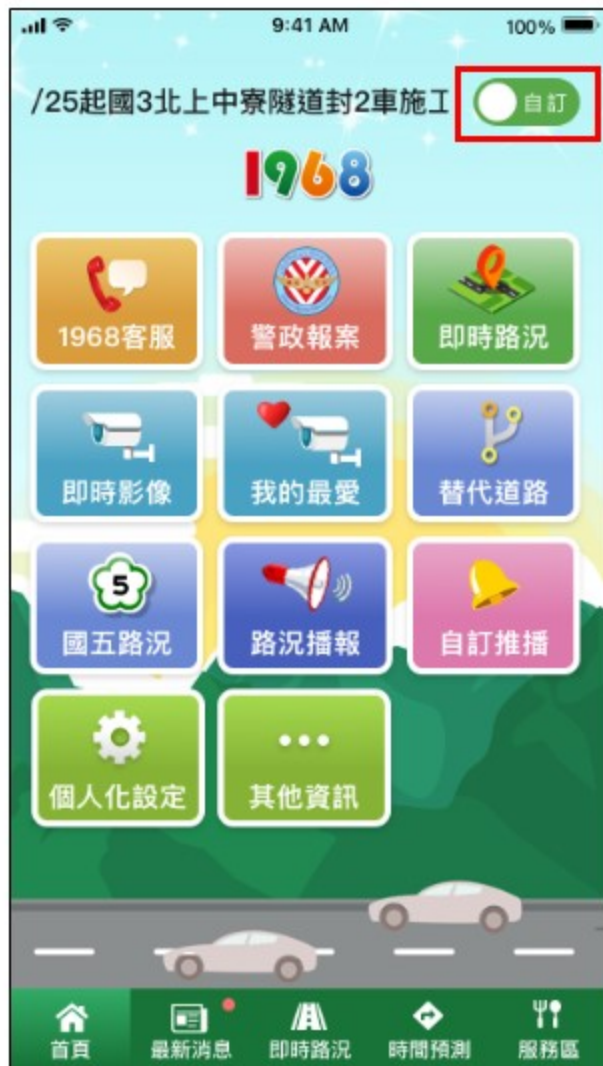 9:41 AM
100%
/25起國3北上中寮隧道封2車施工
自訂
1968
1968客服
警政報案
即時路況
即時影像
我的最愛
替代道路
5
國五路況
路況播報
自訂推播
個人化設定
其他資訊
首頁
最新消息
即時路況
時間預測
服務區